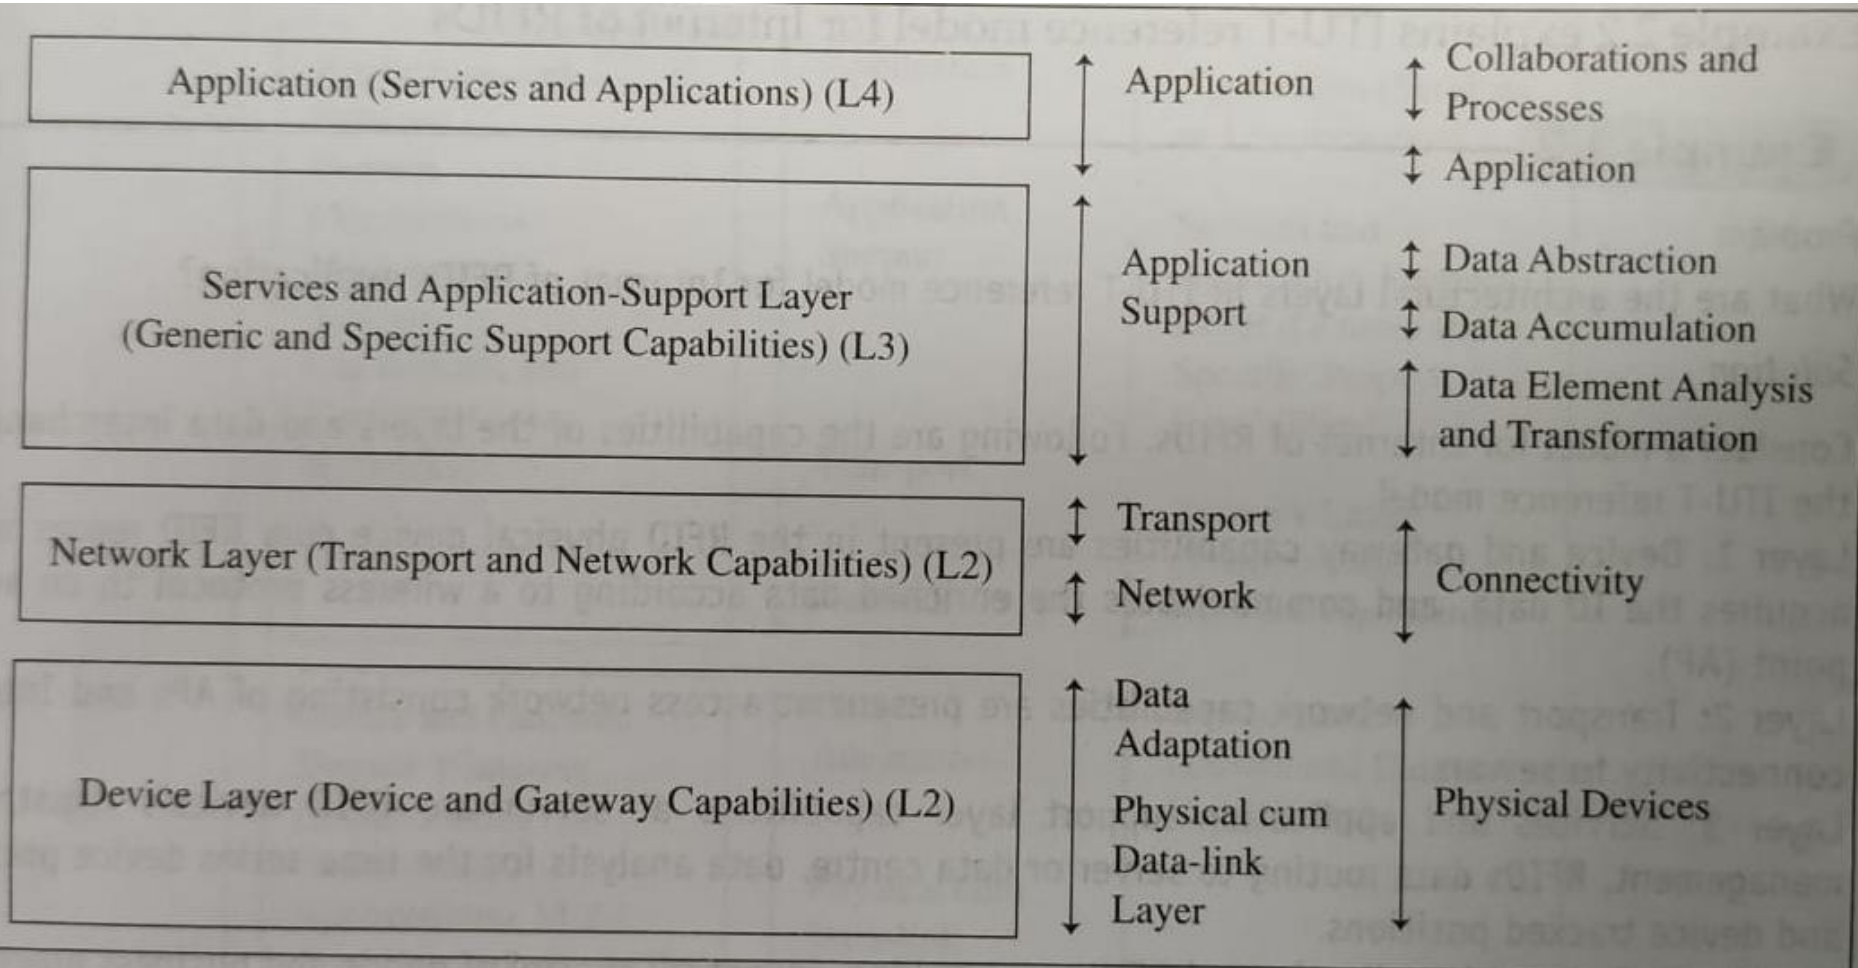 Application (Services and Applications) (L4)
Application
Collaborations and
Processes
Application
Services and Application-Support Layer
(Generic and Specific Support Capabilities) (L3)
Application
Support
Data Abstraction
Data Accumulation
Data Element Analysis
and Transformation
Network Layer (Transport and Network Capabilities) (L2)
Transport
Network
Connectivity
Device Layer (Device and Gateway Capabilities) (L2)
Data
Adaptation
Physical cum
Data-link
Layer
Physical Devices